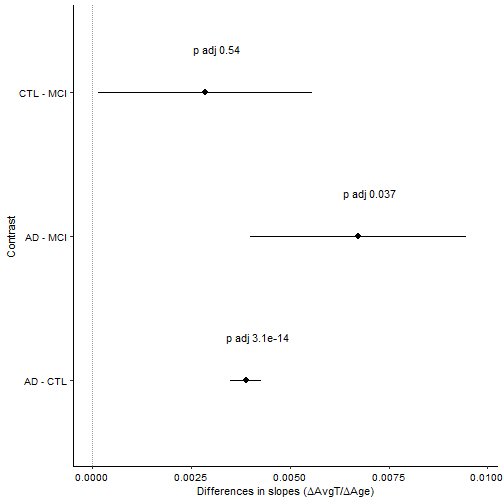 p adj 0.54
CTL - MCI
p adj 0.037
AD - MCI
p adj 3.1e-14
AD - CTL
Contrast
0.0000 0.0025 0.0050 0.0075 0.0100
Differences in slopes (ΔAvgT/ΔAge)